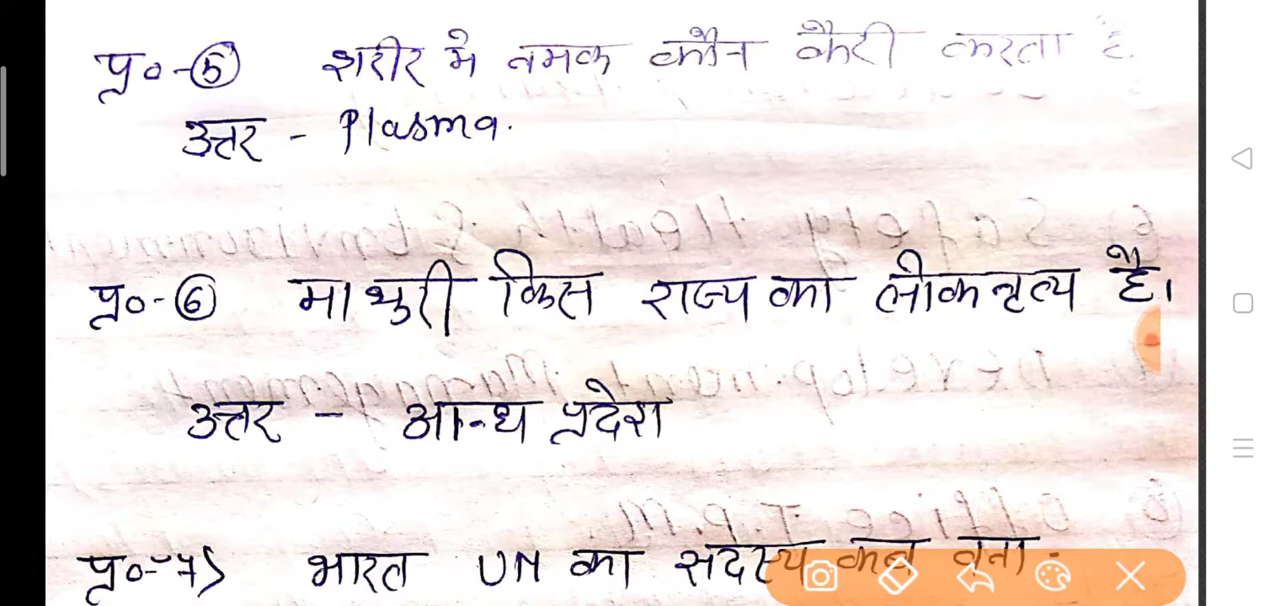 प्र०-⑤ शरीर मे नमक कौन कैरी करता है.
उत्तर - Plasma.
प्र०-⑥ माथुरी किस राज्य का लोकनृत्य है।
उत्तर - आन्ध प्रदेश
प्र०-7) भारत UN का सदस्य कब बना.